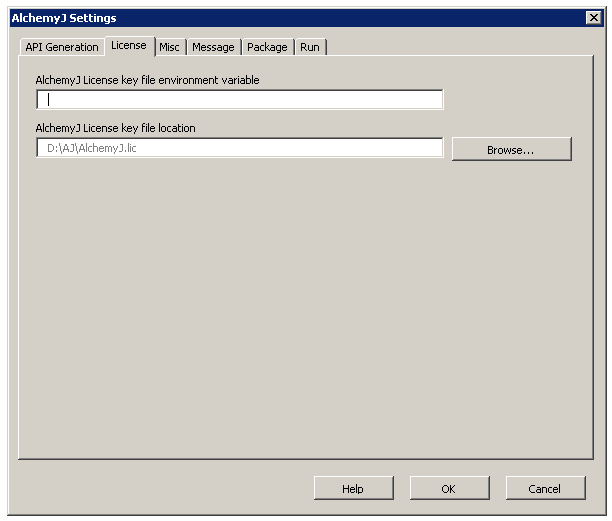 AlchemyJ Settings
API Generation License Misc Message Package Run
AlchemyJ License key file environment variable
AlchemyJ License key file location
D:\AJ\AlchemyJ.lic Browse...
Help OK Cancel